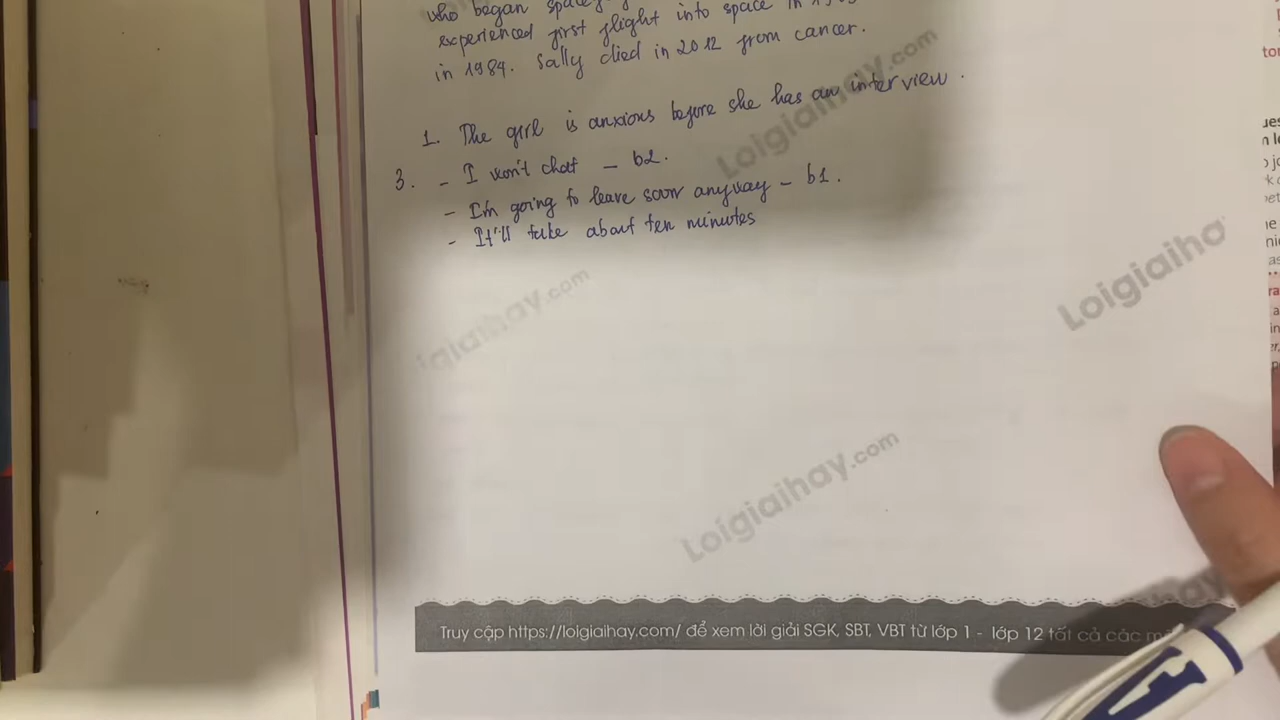 who began
experienced first flight into space in
in 1984. Sally died in 2012 from cancer.
1. The girl is anxious before she has an interview.
3. - I won't chat - b2.
- I'm going to leave soon anyway - b1.
- It'll take about ten minutes
Loigiaihay.com
Loigiaiha
giaihay.com
Loigiaihay.com
Truy cập https://loigiaihay.com/ để xem lời giải SGK, SBT, VBT từ lớp 1 - lớp 12 tất cả các